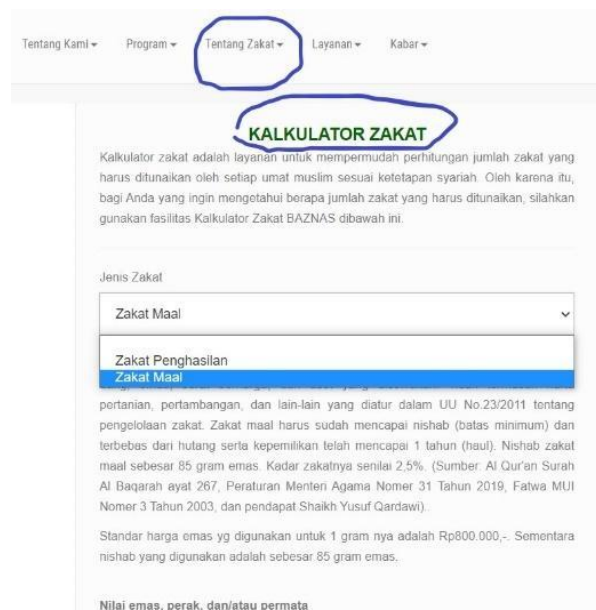 Tentang Kami Program Tentang Zakat Layanan Kabar
KALKULATOR ZAKAT
Kalkulator zakat adalah layanan untuk mempermudah perhitungan jumlah zakat yang
harus ditunaikan oleh setiap umat muslim sesuai ketetapan syariah. Oleh karena itu,
bagi Anda yang ingin mengetahui berapa jumlah zakat yang harus ditunaikan, silahkan
gunakan fasilitas Kalkulator Zakat BAZNAS dibawah ini.
Jenis Zakat
Zakat Maal
Zakat Penghasilan
Zakat Maal
pertanian, pertambangan, dan lain-lain yang diatur dalam UU No.23/2011 tentang
pengelolaan zakat. Zakat maal harus sudah mencapai nishab (batas minimum) dan
terbebas dari hutang serta kepemilikan telah mencapai 1 tahun (haul). Nishab zakat
maal sebesar 85 gram emas. Kadar zakatnya senilai 2,5%. (Sumber: Al Qur'an Surah
Al Baqarah ayat 267, Peraturan Menteri Agama Nomer 31 Tahun 2019, Fatwa MUI
Nomer 3 Tahun 2003, dan pendapat Shaikh Yusuf Qardawi).
Standar harga emas yg digunakan untuk 1 gram nya adalah Rp800.000,-. Sementara
nishab yang digunakan adalah sebesar 85 gram emas.
Nilai emas, perak, dan/atau permata